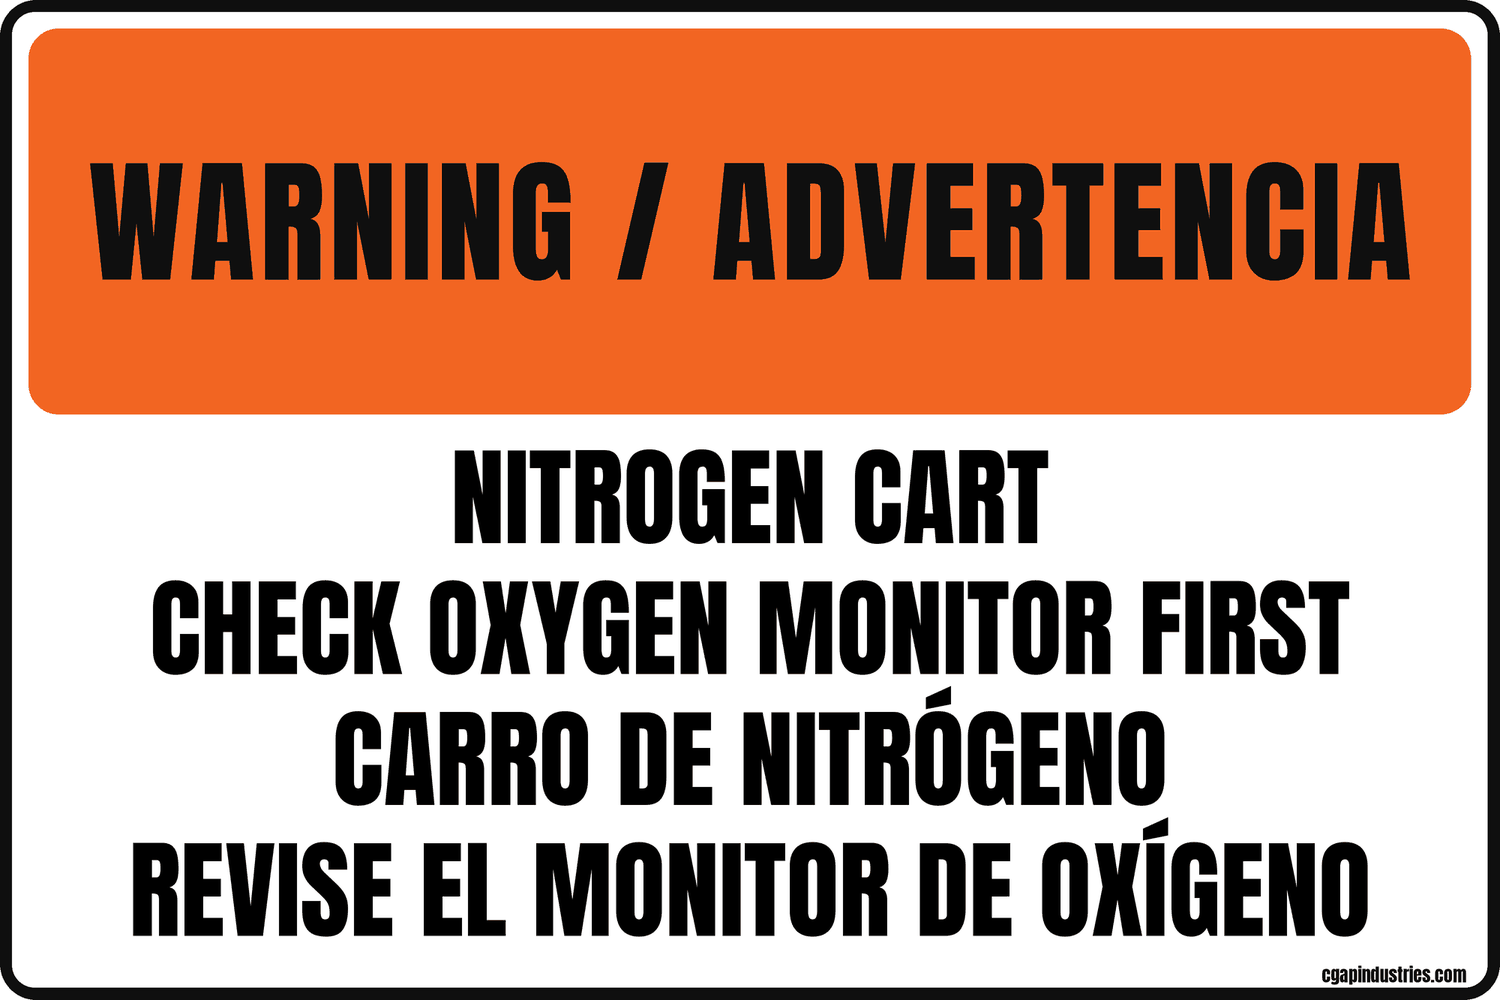 WARNING / ADVERTENCIA
NITROGEN CART
CHECK OXYGEN MONITOR FIRST
CARRO DE NITRÓGENO
REVISE EL MONITOR DE OXÍGENO
cgapindustries.com